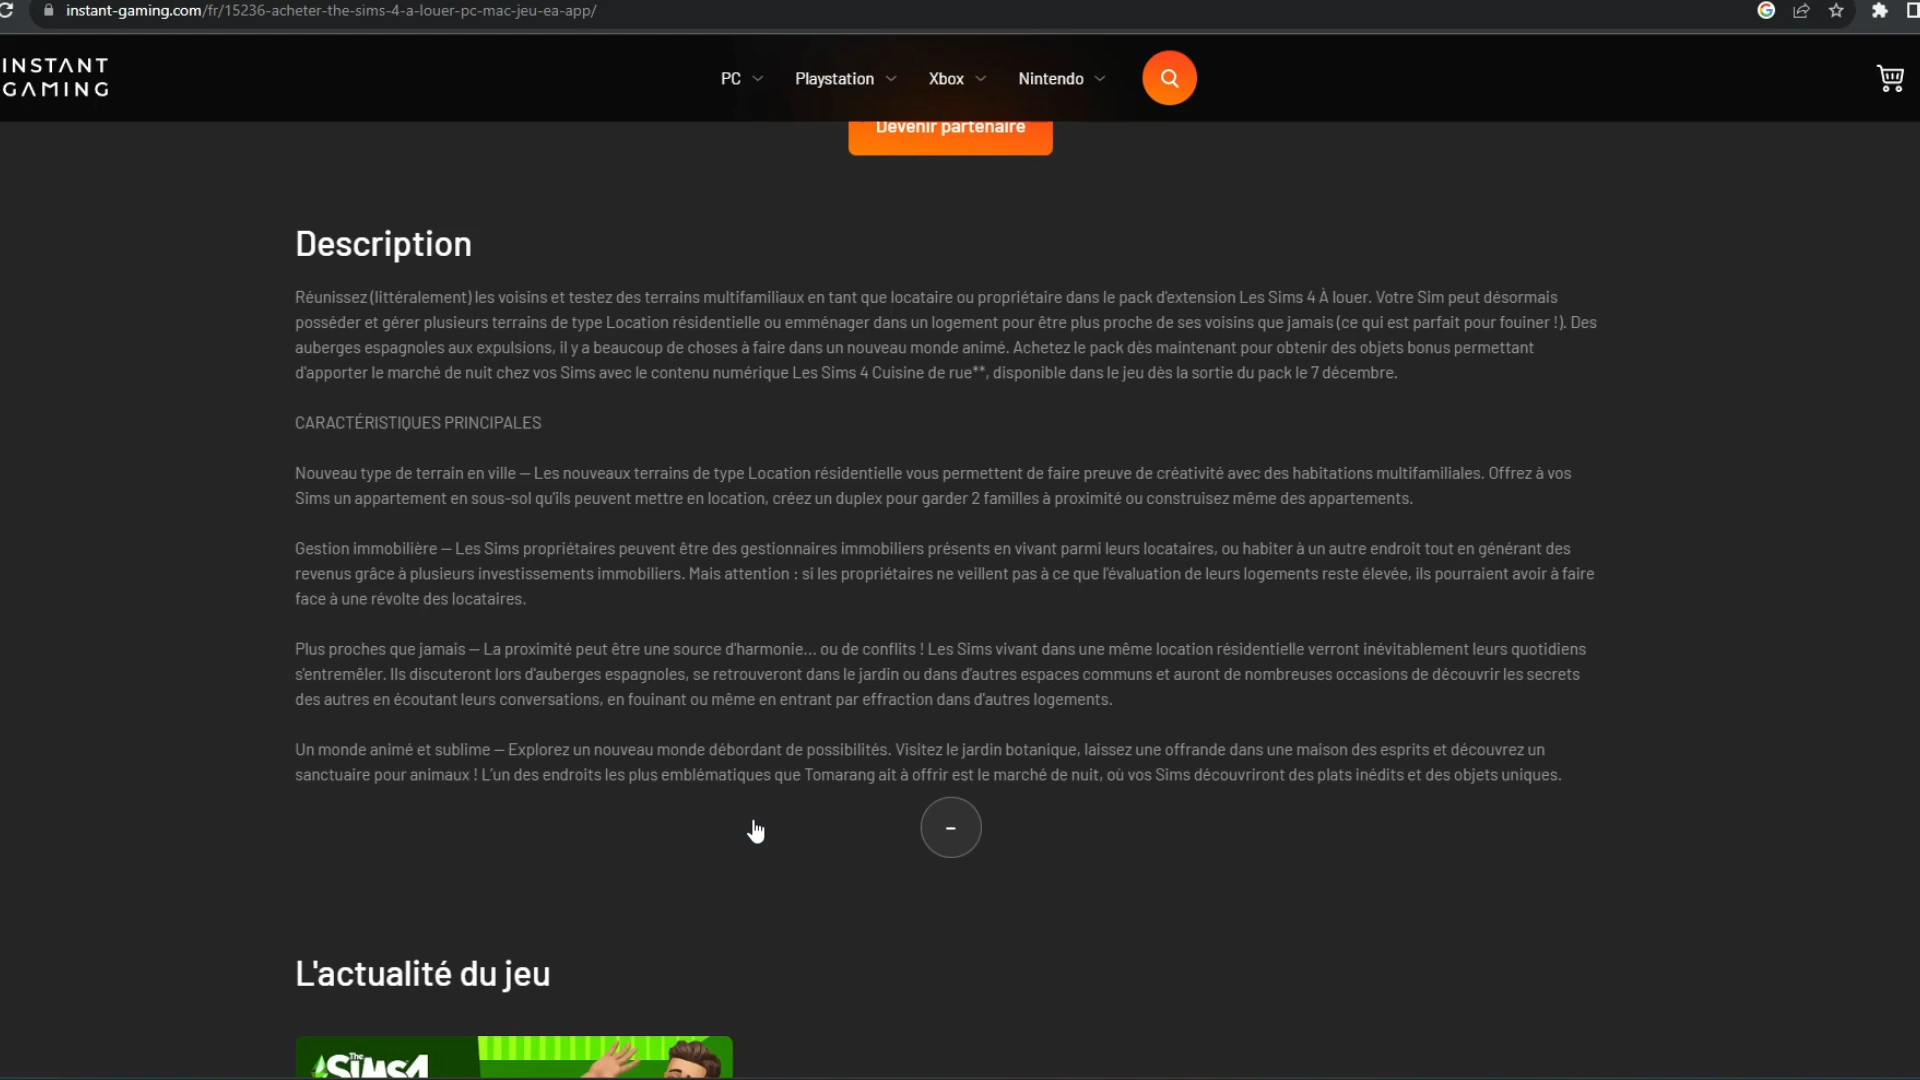 instant-gaming.com/fr/15236-acheter-the-sims-4-a-louer-pc-mac-jeu-ea-app/
INSTANT
GAMING
PC
Playstation
Xbox
Nintendo
Devenir partenaire
Description
Réunissez (littéralement) les voisins et testez des terrains multifamiliaux en tant que locataire ou propriétaire dans le pack d'extension Les Sims 4 À louer. Votre Sim peut désormais
posséder et gérer plusieurs terrains de type Location résidentielle ou emménager dans un logement pour être plus proche de ses voisins que jamais (ce qui est parfait pour fouiner !). Des
auberges espagnoles aux expulsions, il y a beaucoup de choses à faire dans un nouveau monde animé. Achetez le pack dès maintenant pour obtenir des objets bonus permettant
d'apporter le marché de nuit chez vos Sims avec le contenu numérique Les Sims 4 Cuisine de rue**, disponible dans le jeu dès la sortie du pack le 7 décembre.
CARACTÉRISTIQUES PRINCIPALES
Nouveau type de terrain en ville — Les nouveaux terrains de type Location résidentielle vous permettent de faire preuve de créativité avec des habitations multifamiliales. Offrez à vos
Sims un appartement en sous-sol qu'ils peuvent mettre en location, créez un duplex pour garder 2 familles à proximité ou construisez même des appartements.
Gestion immobilière — Les Sims propriétaires peuvent être des gestionnaires immobiliers présents en vivant parmi leurs locataires, ou habiter à un autre endroit tout en générant des
revenus grâce à plusieurs investissements immobiliers. Mais attention : si les propriétaires ne veillent pas à ce que l'évaluation de leurs logements reste élevée, ils pourraient avoir à faire
face à une révolte des locataires.
Plus proches que jamais — La proximité peut être une source d'harmonie... ou de conflits ! Les Sims vivant dans une même location résidentielle verront inévitablement leurs quotidiens
s'entremêler. Ils discuteront lors d'auberges espagnoles, se retrouveront dans le jardin ou dans d'autres espaces communs et auront de nombreuses occasions de découvrir les secrets
des autres en écoutant leurs conversations, en fouinant ou même en entrant par effraction dans d'autres logements.
Un monde animé et sublime — Explorez un nouveau monde débordant de possibilités. Visitez le jardin botanique, laissez une offrande dans une maison des esprits et découvrez un
sanctuaire pour animaux ! L'un des endroits les plus emblématiques que Tomarang ait à offrir est le marché de nuit, où vos Sims découvriront des plats inédits et des objets uniques.
-
L'actualité du jeu
The
SIMS4